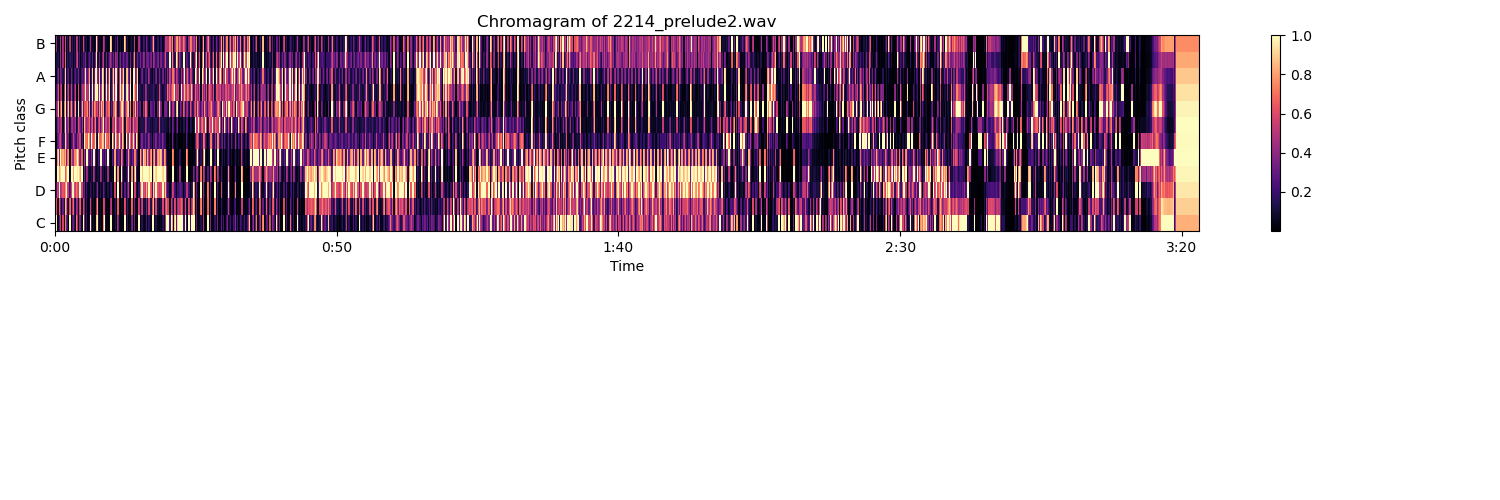 Chromagram of 2214_prelude2.wav
Pitch class
B
A
G
F
E
D
C
0:00 0:50 1:40 2:30 3:20
Time
1.0
0.8
0.6
0.4
0.2